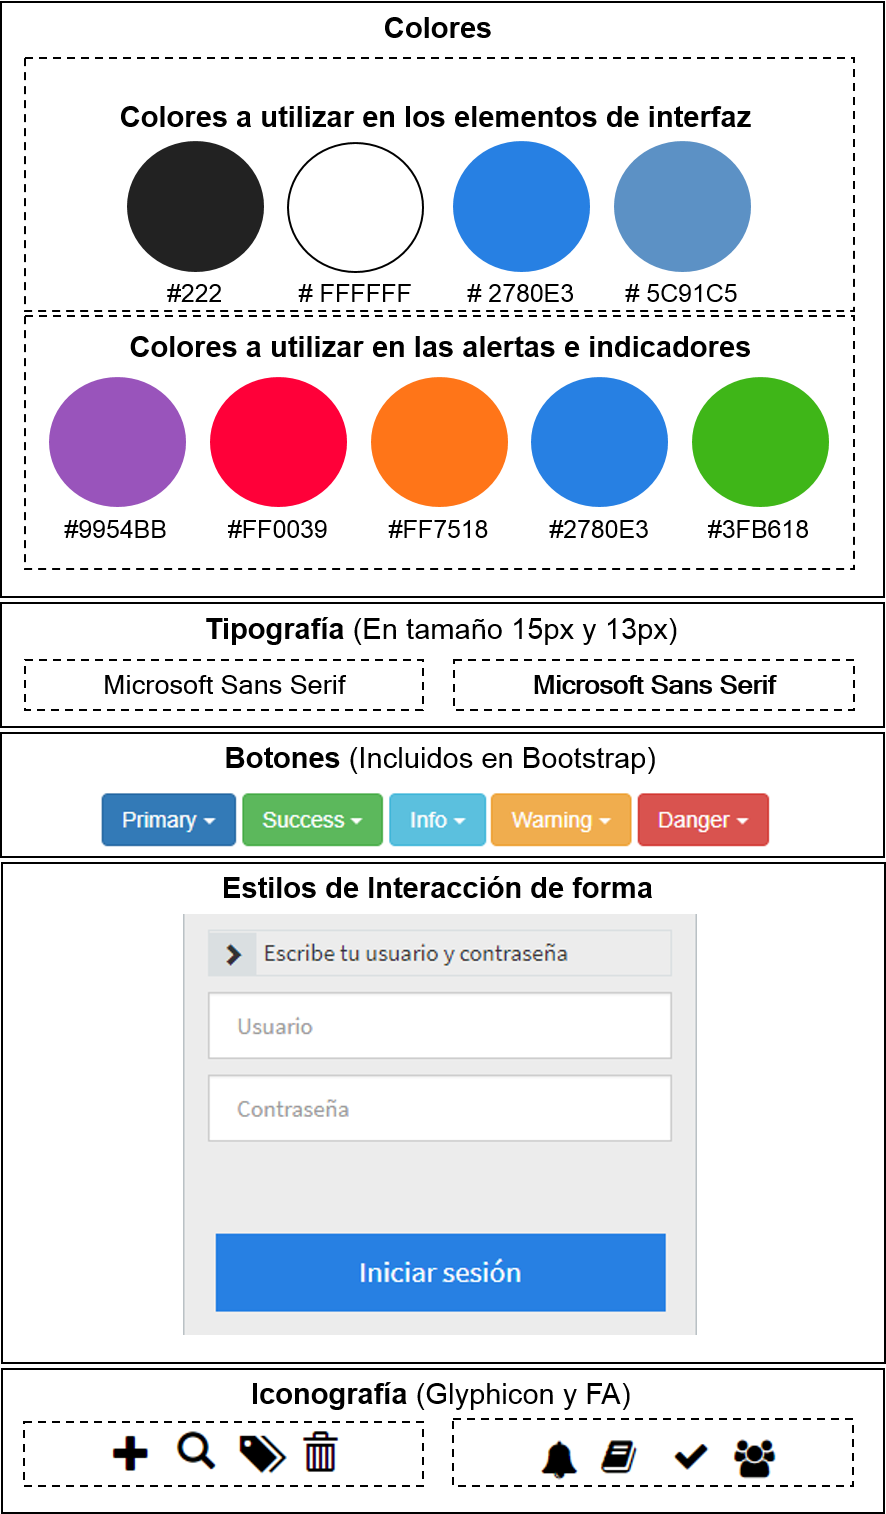 Colores
Colores a utilizar en los elementos de interfaz
#222
# FFFFFF
# 2780E3
# 5C91C5
Colores a utilizar en las alertas e indicadores
#9954BB
#FF0039
#FF7518
#2780E3
#3FB618
Tipografía (En tamaño 15px y 13px)
Microsoft Sans Serif
Microsoft Sans Serif
Botones (Incluidos en Bootstrap)
Primary
Success
Info
Warning
Danger
Estilos de Interacción de forma
Escribe tu usuario y contraseña
Usuario
Contraseña
Iniciar sesión
Iconografía (Glyphicon y FA)